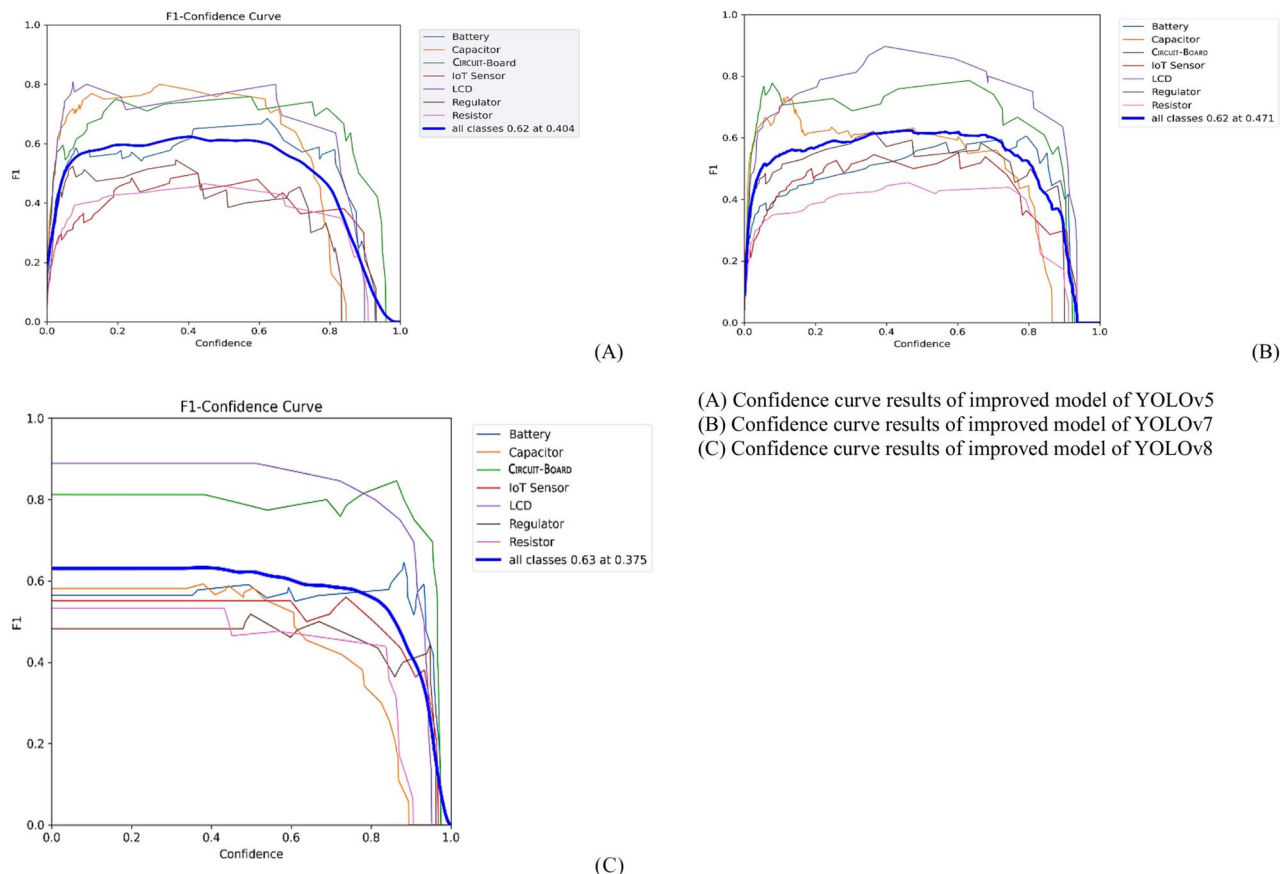 F1-Confidence Curve
1.0
0.8
0.6
0.4
0.2
0.0
F1
0.0
0.2
0.4
0.6
0.8
1.0
Confidence
Battery
Capacitor
CIRCUIT-Board
IoT Sensor
LCD
Regulator
Resistor
all classes 0.62 at 0.404
(A)
1.0
0.8
0.6
0.4
0.2
0.0
F1
0.0
0.2
0.4
0.6
0.8
1.0
Confidence
Battery
Capacitor
CIRCUIT-BOARD
IoT Sensor
LCD
Regulator
Resistor
all classes 0.62 at 0.471
(B)
(A) Confidence curve results of improved model of YOLOv5
(B) Confidence curve results of improved model of YOLOv7
(C) Confidence curve results of improved model of YOLOv8
F1-Confidence Curve
1.0
0.8
0.6
0.4
0.2
0.0
F1
0.0
0.2
0.4
0.6
0.8
1.0
Confidence
Battery
Capacitor
CIRCUIT-BOARD
IoT Sensor
LCD
Regulator
Resistor
all classes 0.63 at 0.375
(C)